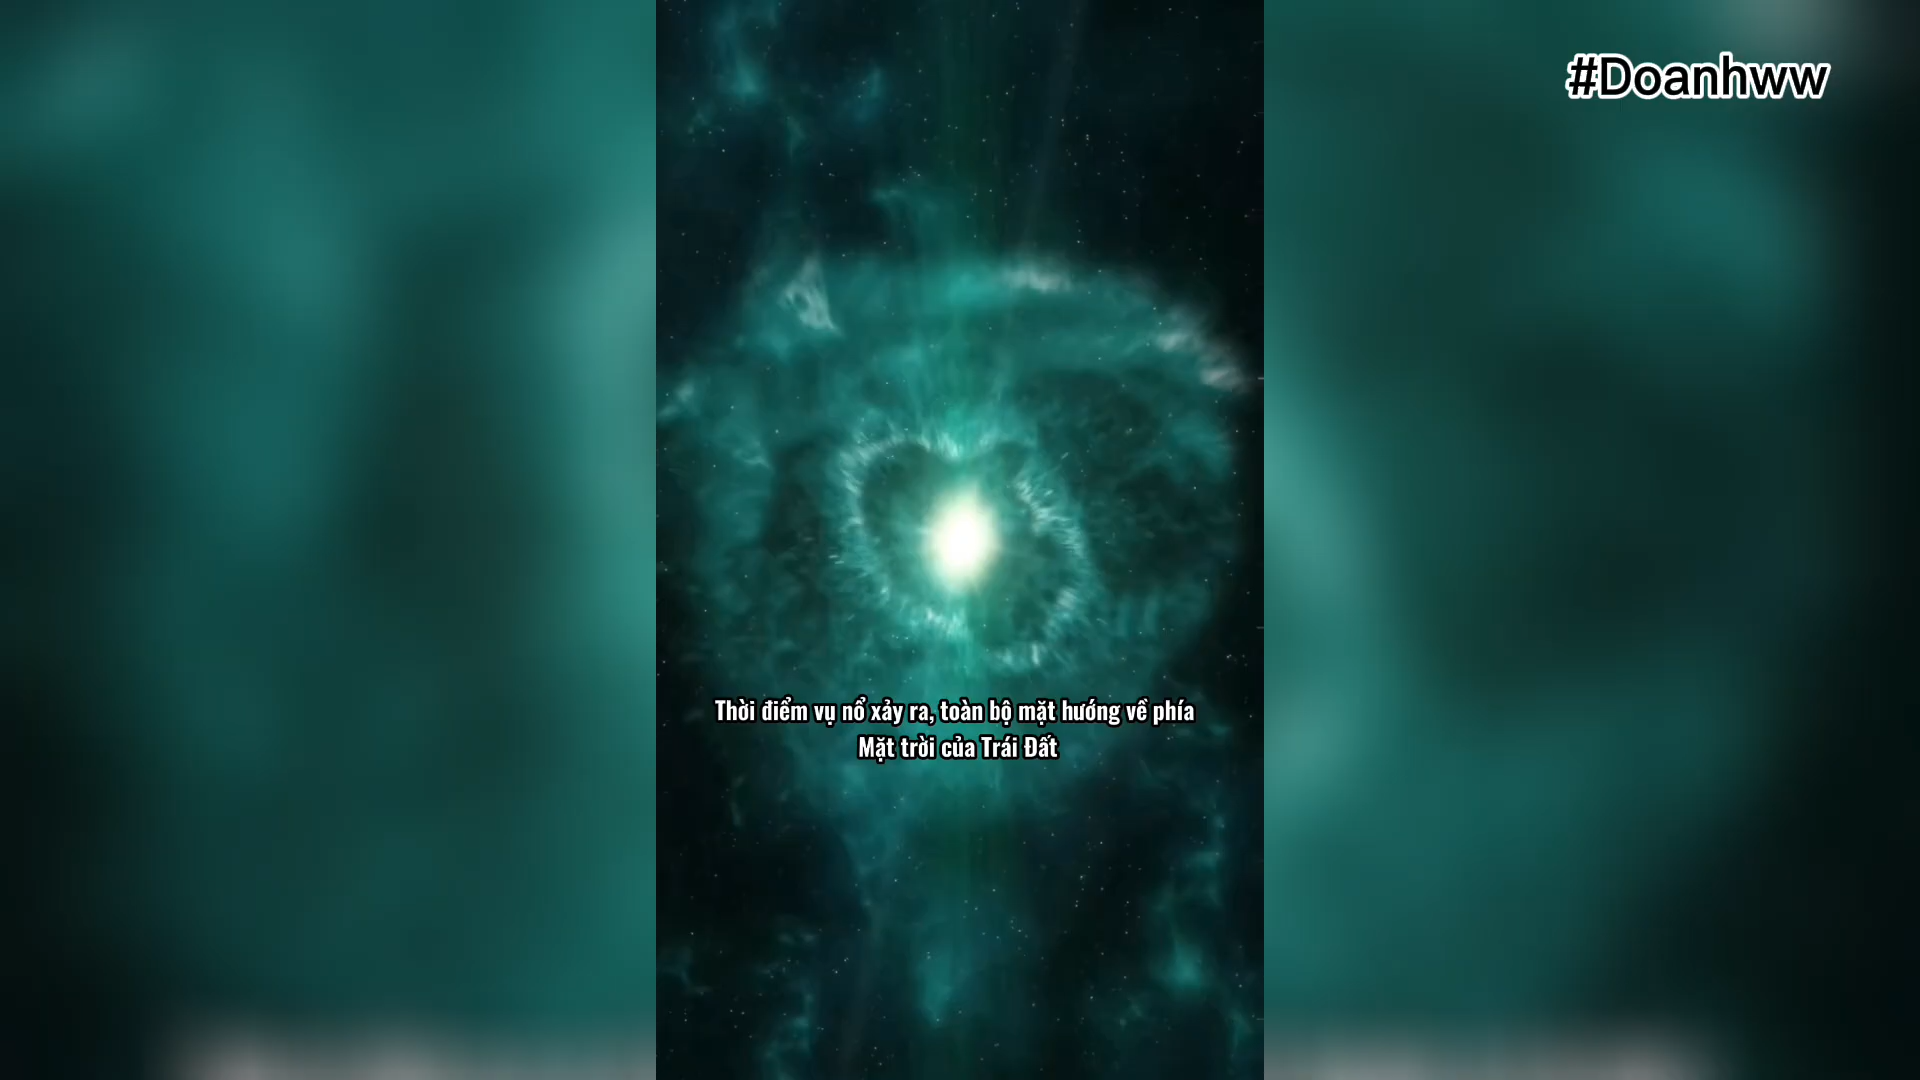 #Doanhww
Thời điểm vụ nổ xảy ra, toàn bộ mặt hướng về phía
Mặt trời của Trái Đất